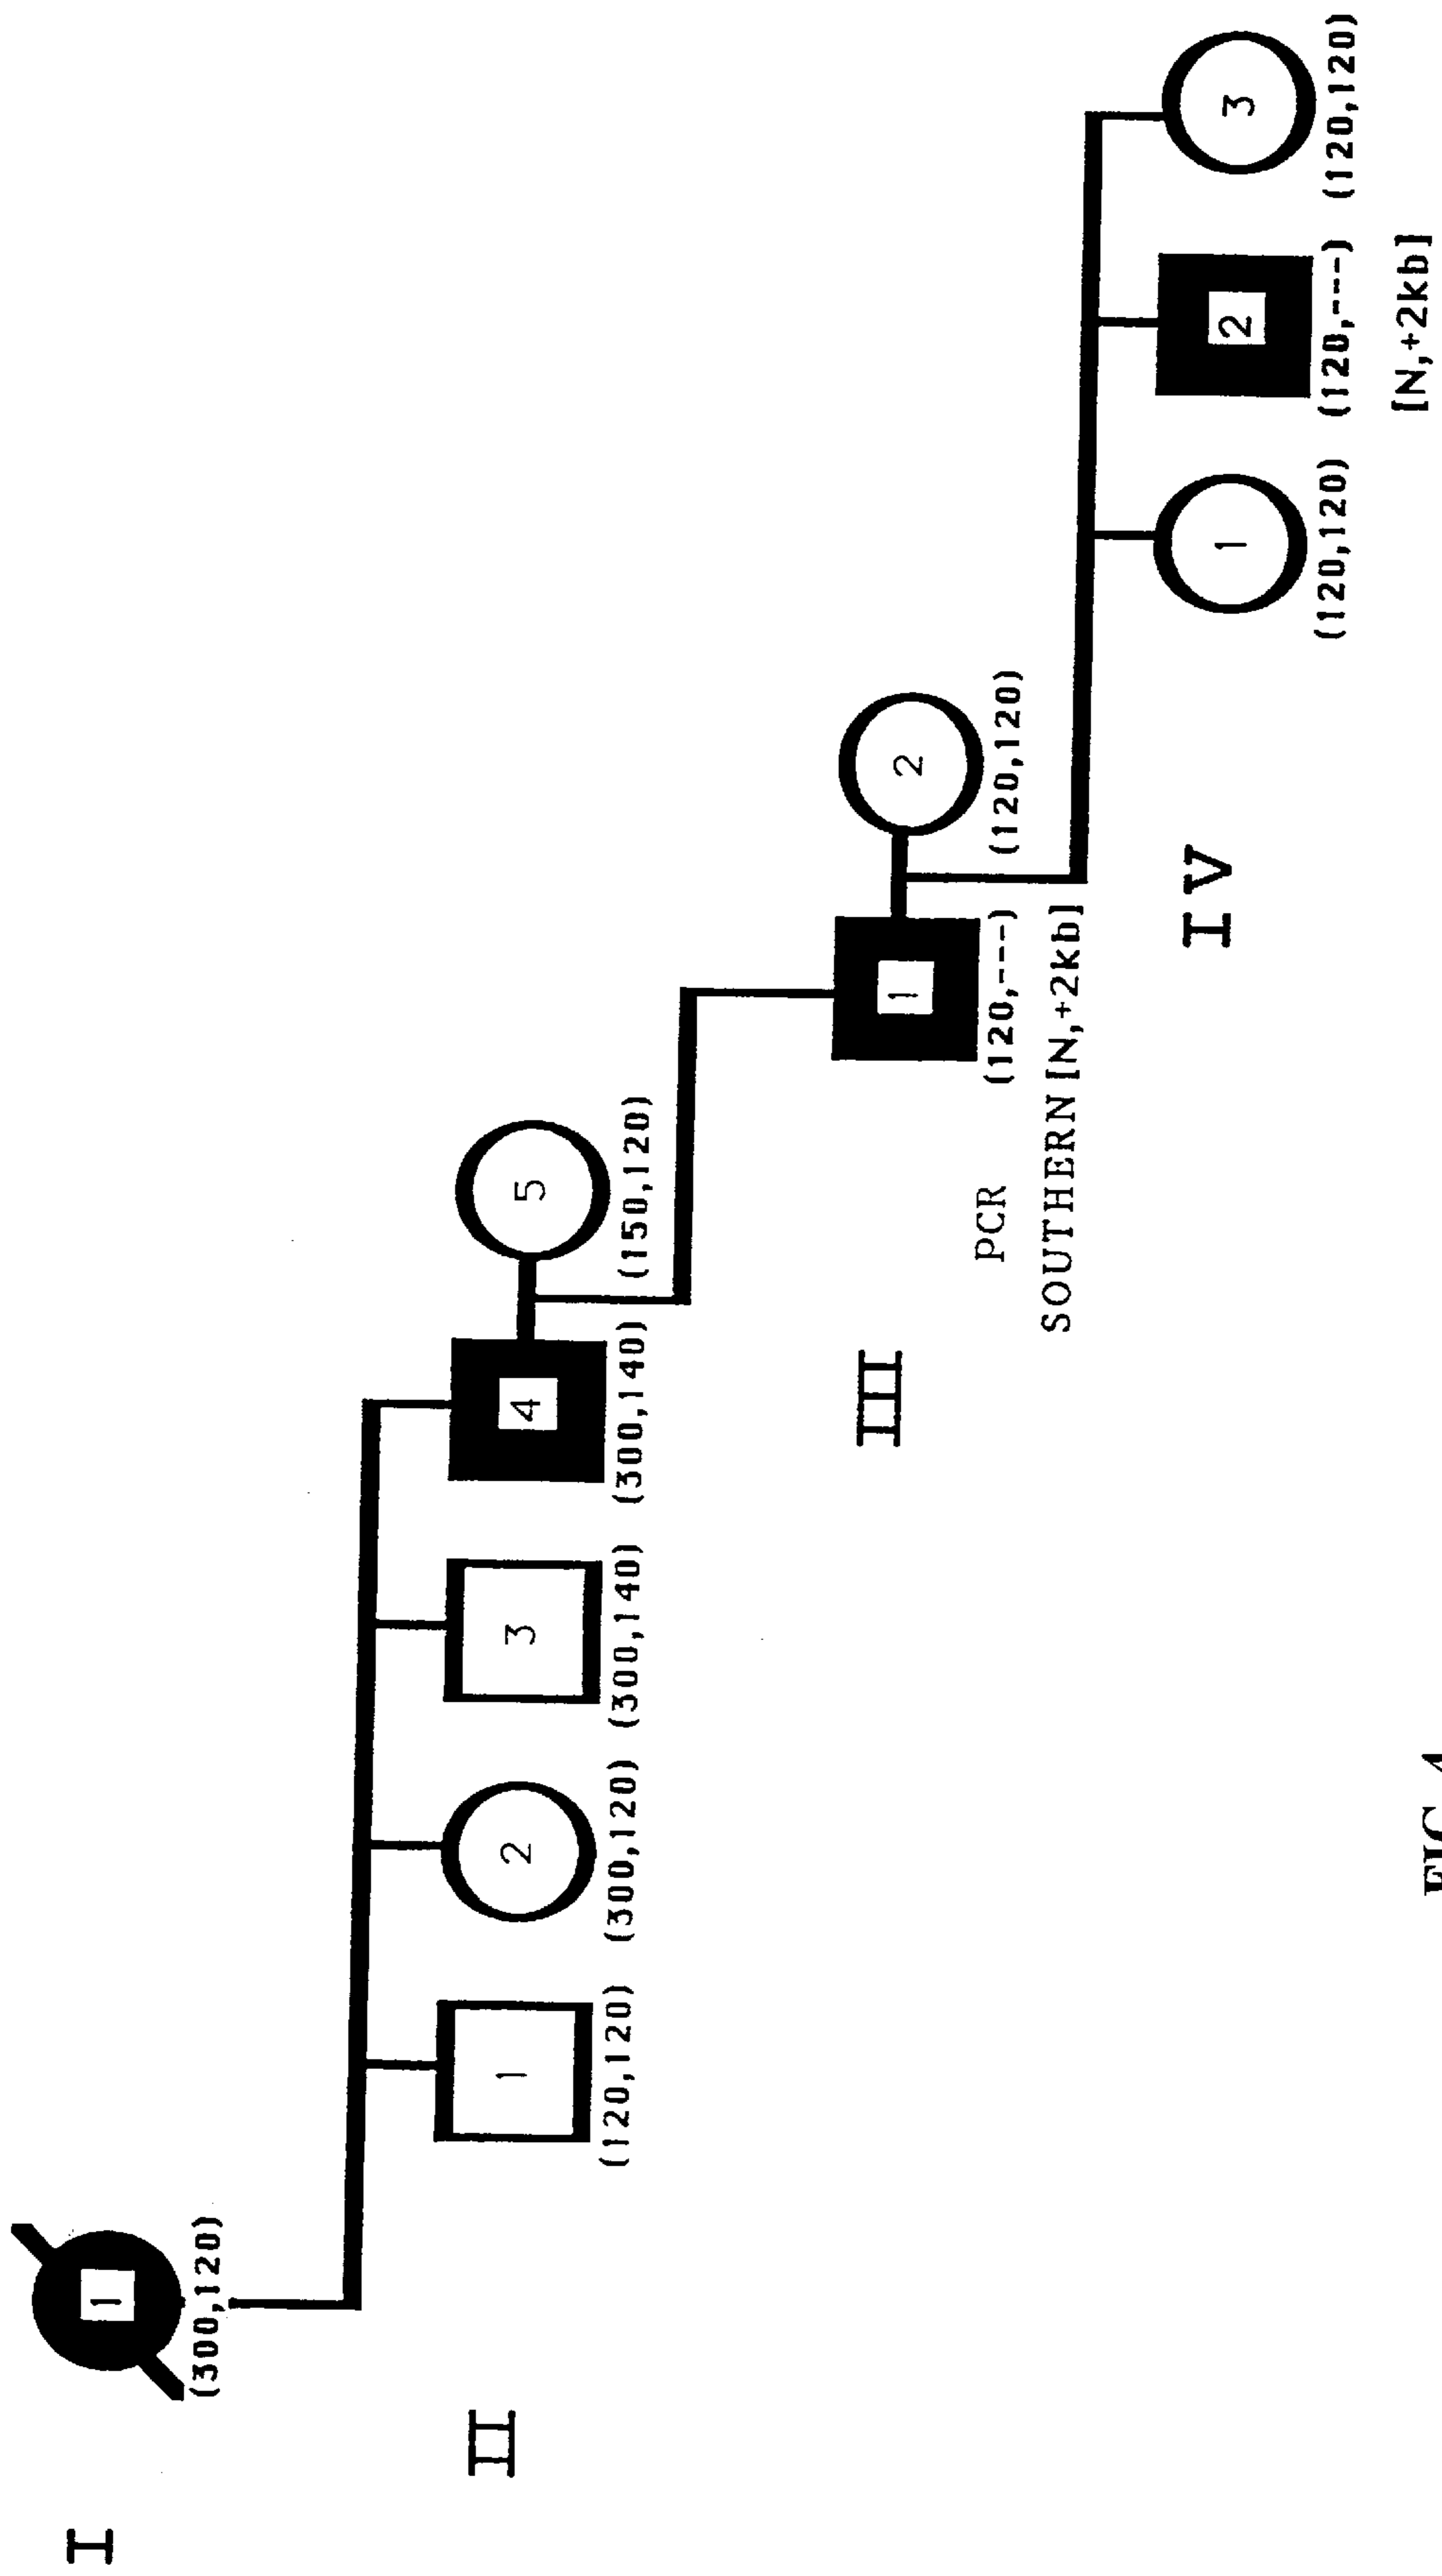 I
1
(300,120)
II
1 2 3 4 5
(120,120) (300,120) (300,140) (300,140) (150,120)
III
1 2
PCR (120,---) (120,120)
SOUTHERN [N,+2kb]
IV
1 2 3
(120,120) (120,---) (120,120)
[N,+2kb]